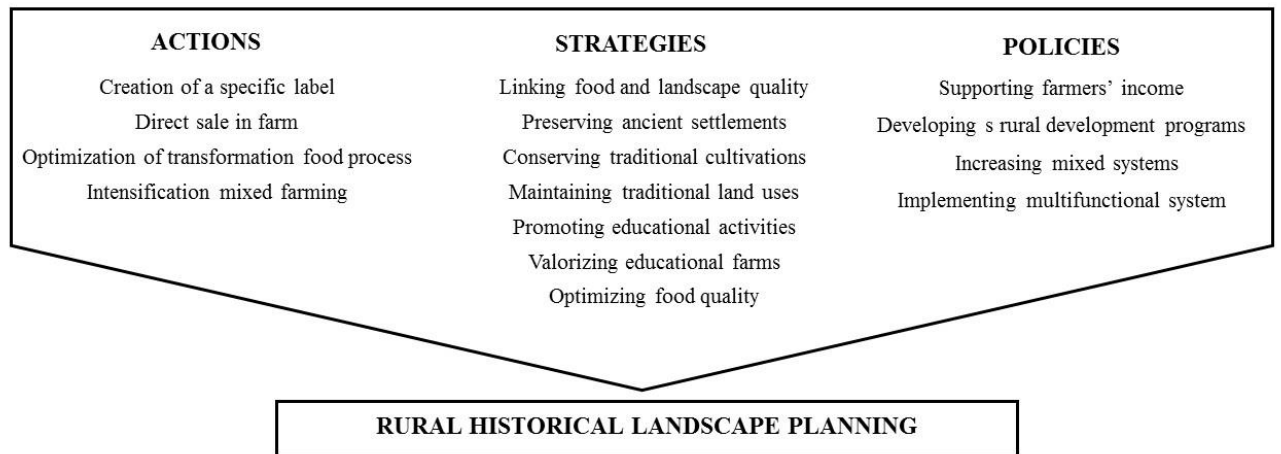 ACTIONS
Creation of a specific label
Direct sale in farm
Optimization of transformation food process
Intensification mixed farming
STRATEGIES
Linking food and landscape quality
Preserving ancient settlements
Conserving traditional cultivations
Maintaining traditional land uses
Promoting educational activities
Valorizing educational farms
Optimizing food quality
POLICIES
Supporting farmers’ income
Developing s rural development programs
Increasing mixed systems
Implementing multifunctional system
RURAL HISTORICAL LANDSCAPE PLANNING